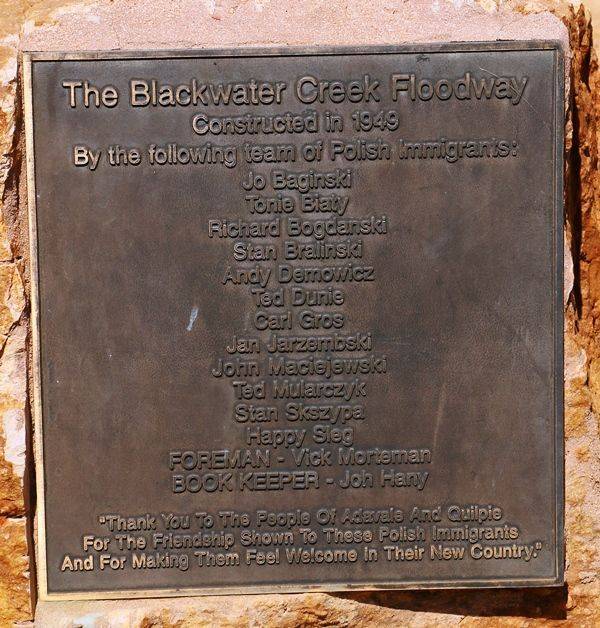 The Blackwater Creek Floodway
Constructed in 1949
By the following team of Polish Immigrants:
Jo Baginski
Tonie Biaty
Richard Bogdanski
Stan Bralinski
Andy Demowicz
Ted Dunie
Carl Gros
Jan Jarzembski
John Maciejewski
Ted Mularczyk
Stan Skszypa
Happy Sleg
FOREMAN - Vick Morteman
BOOK KEEPER - Joh Hany
"Thank You To The People Of Adavale And Quilpie
For The Friendship Shown To These Polish Immigrants
And For Making Them Feel Welcome In Their New Country."